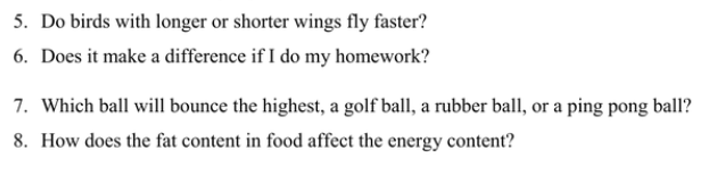 5. Do birds with longer or shorter wings fly faster?
6. Does it make a difference if I do my homework?
7. Which ball will bounce the highest, a golf ball, a rubber ball, or a ping pong ball?
8. How does the fat content in food affect the energy content?